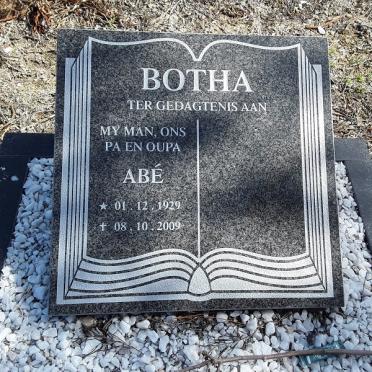 BOTHA
TER GEDAGTENIS AAN
MY MAN, ONS
PA EN OUPA
ABÉ
★ 01 . 12 . 1929
✝ 08 . 10 . 2009